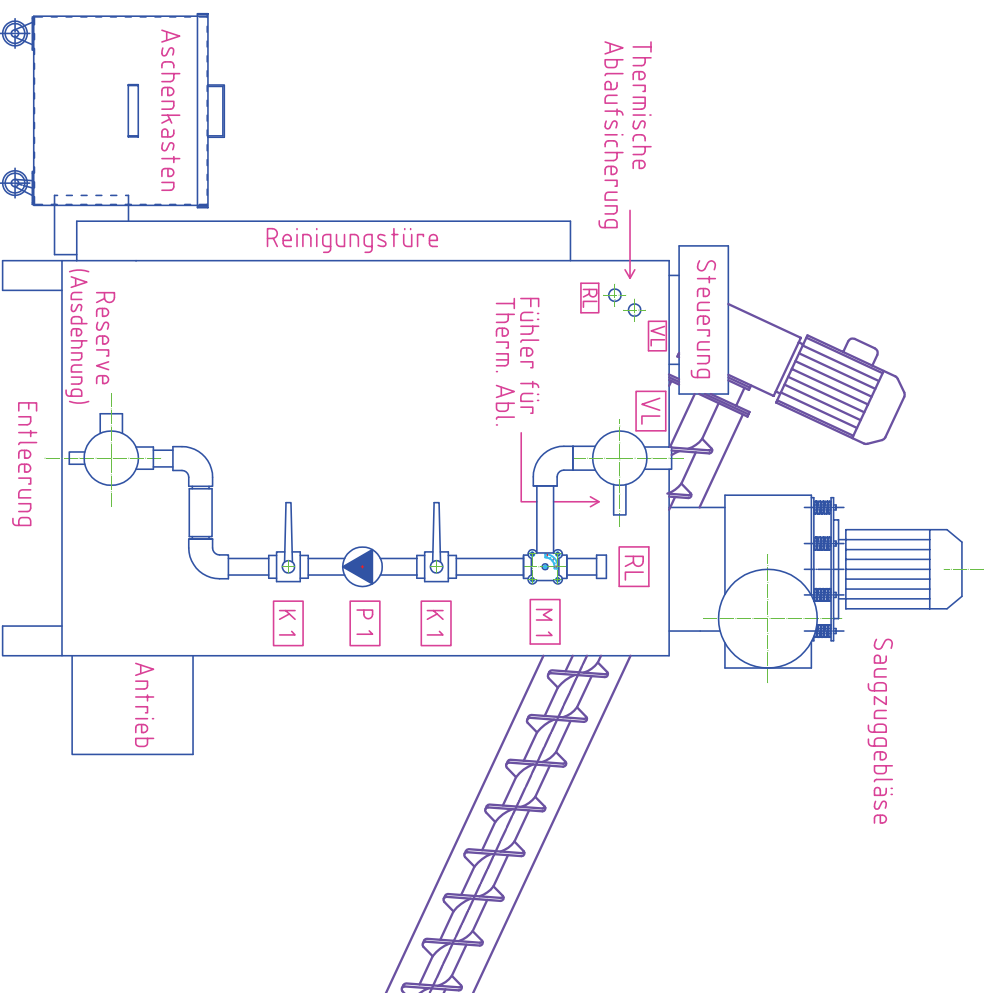 Aschenkasten
Thermische
Ablaufsicherung
Reinigungstüre
Steuerung
RL
VL
Reserve
(Ausdehnung)
Fühler für
Therm. Abl.
VL
Entleerung
RL
K1
P1
K1
M1
Antrieb
Saugzuggebläse